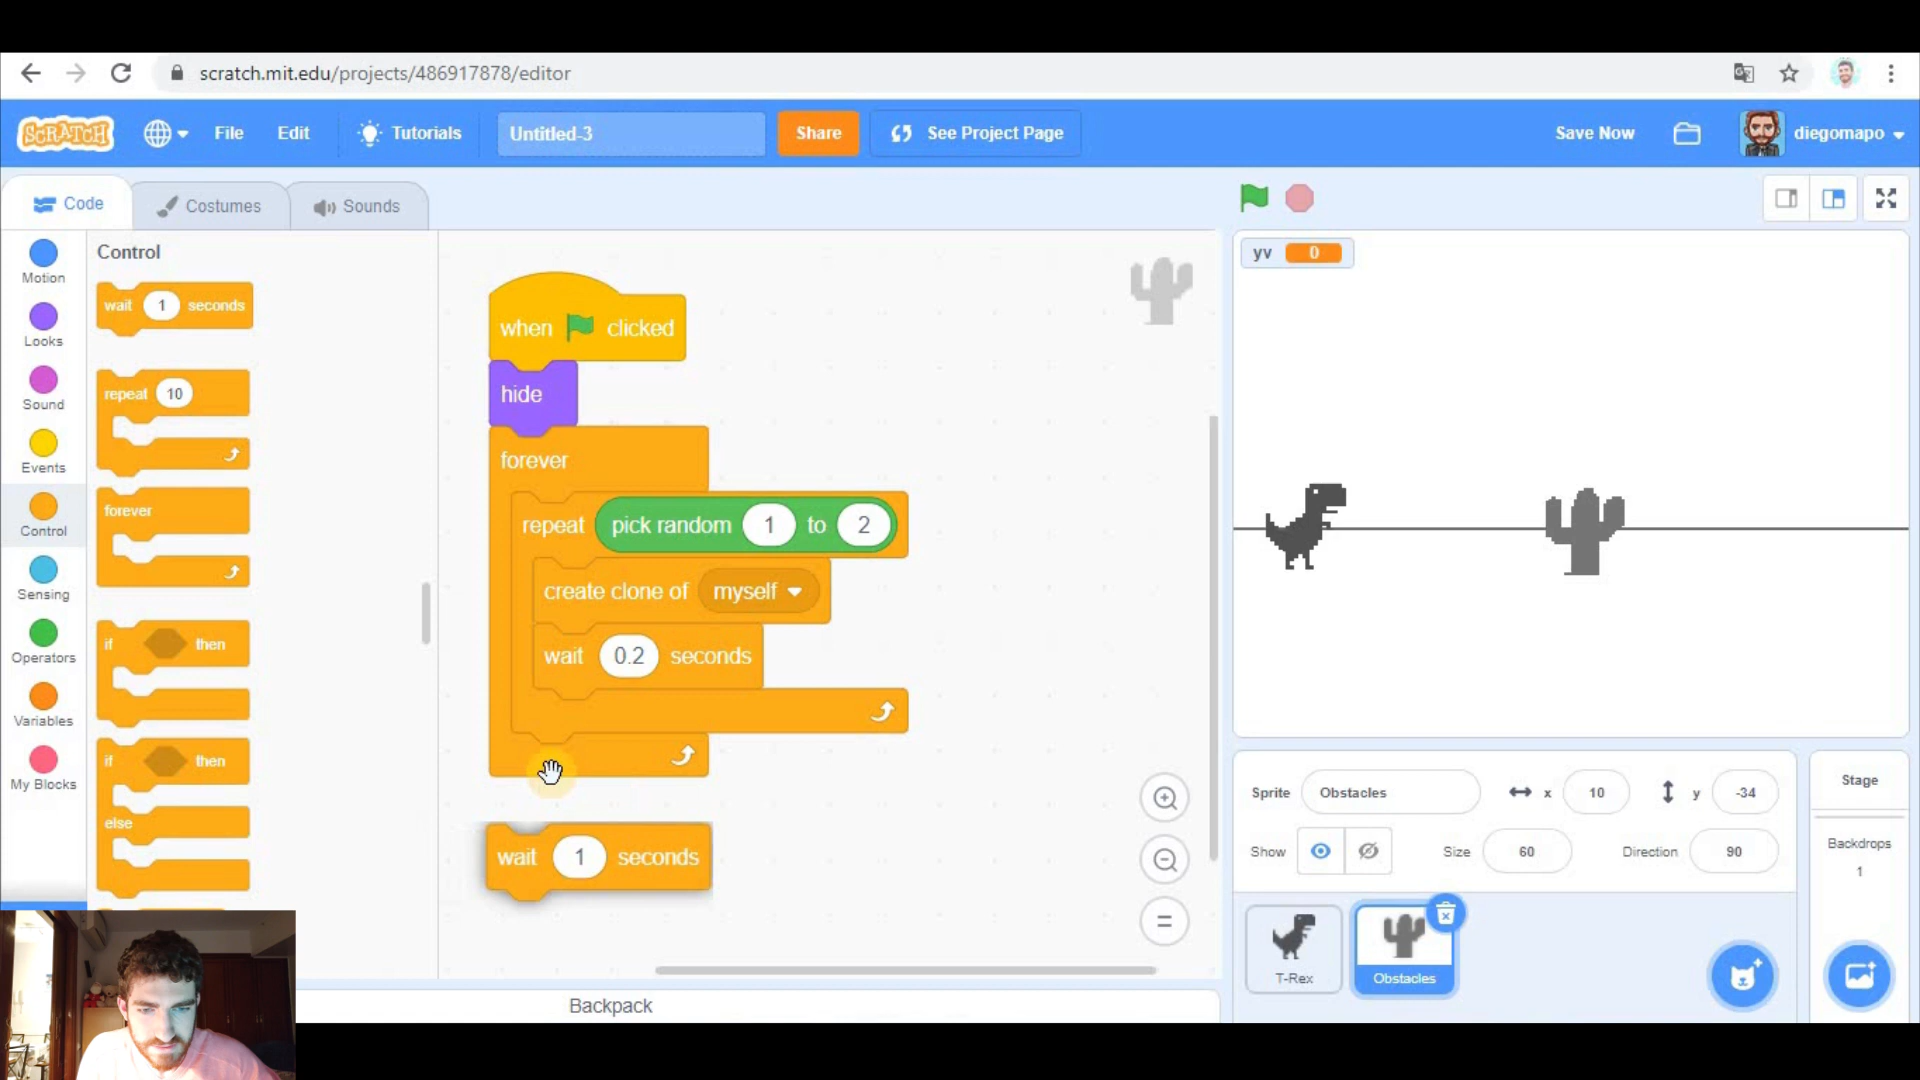 scratch.mit.edu/projects/486917878/editor
SCRATCH
File
Edit
Tutorials
Untitled-3
Share
See Project Page
Save Now
diegomapo
Code
Costumes
Sounds
Motion
Looks
Sound
Events
Control
Sensing
Operators
Variables
My Blocks
Control
wait 1 seconds
repeat 10
forever
if then
if then
else
when clicked
hide
forever
repeat pick random 1 to 2
create clone of myself
wait 0.2 seconds
wait 1 seconds
Backpack
yv 0
Sprite Obstacles x 10 y -34
Show Size 60 Direction 90
T-Rex
Obstacles
Stage
Backdrops
1